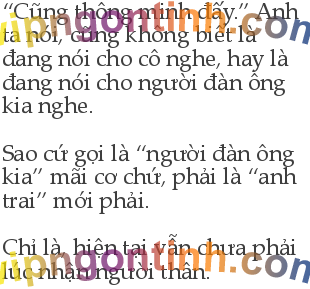 “Cũng thông minh đấy.” Anh
ta nói, cũng không biết là
đang nói cho cô nghe, hay là
đang nói cho người đàn ông
kia nghe.
Sao cứ gọi là “người đàn ông
kia” mãi cơ chứ, phải là “anh
trai” mới phải.
Chỉ là, hiện tại vẫn chưa phải
lúc nhận người thân.